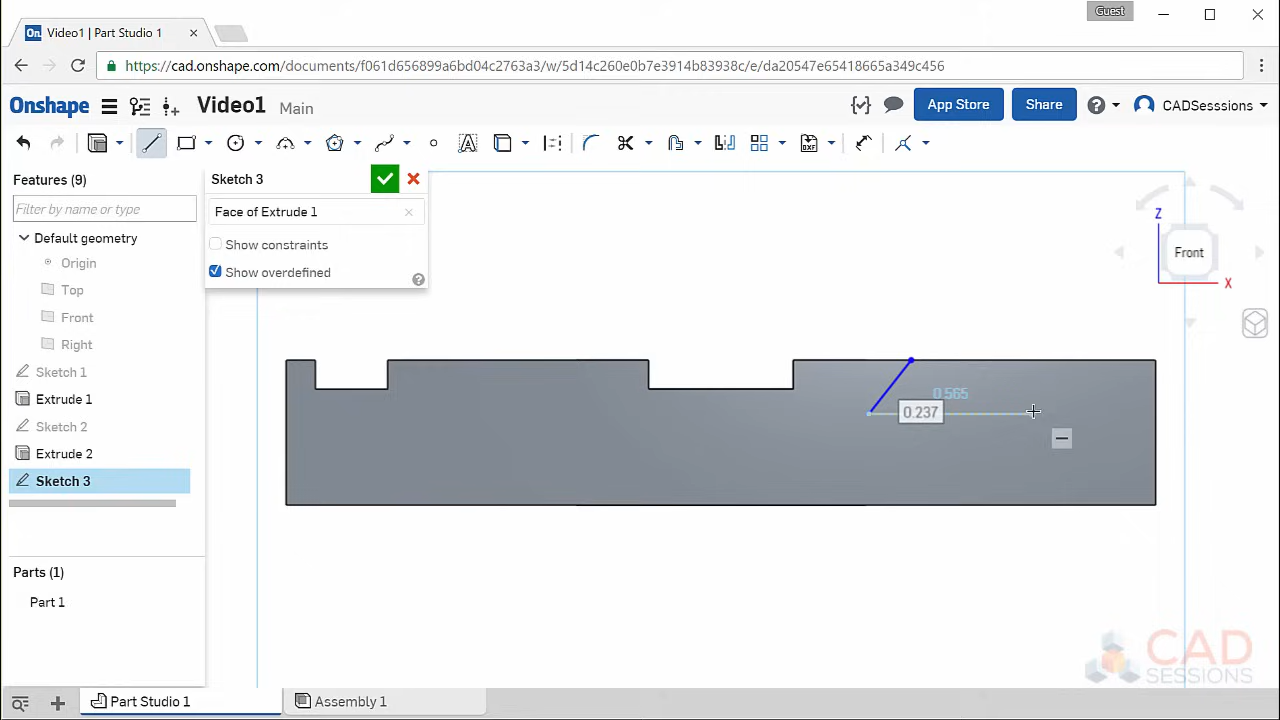 Guest
On Video1 | Part Studio 1
https://cad.onshape.com/documents/f061d656899a6bd04c2763a3/w/5d14c260e0b7e3914b83938c/e/da20547e65418665a349c456
Onshape Video1 Main App Store Share CADSesssions
Features (9)
Filter by name or type
Default geometry
Origin
Top
Front
Right
Sketch 1
Extrude 1
Sketch 2
Extrude 2
Sketch 3
Parts (1)
Part 1
Sketch 3
Face of Extrude 1
Show constraints
Show overdefined
Z
Front
X
0.565
0.237
CAD
SESSIONS
Part Studio 1 Assembly 1